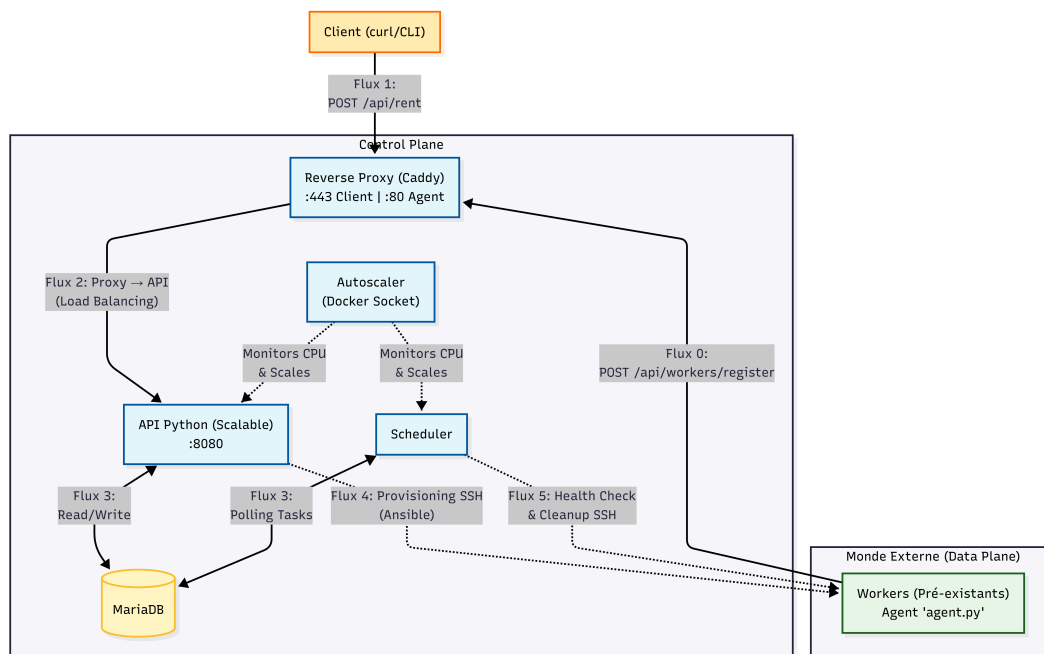 Client (curl/CLI)
Flux 1:
POST /api/rent
Control Plane
Reverse Proxy (Caddy)
:443 Client | :80 Agent
Flux 2: Proxy → API
(Load Balancing)
Autoscaler
(Docker Socket)
Monitors CPU
& Scales
Monitors CPU
& Scales
Flux 0:
POST /api/workers/register
API Python (Scalable)
:8080
Scheduler
Flux 3:
Read/Write
Flux 3:
Polling Tasks
Flux 4: Provisioning SSH
(Ansible)
Flux 5: Health Check
& Cleanup SSH
MariaDB
Monde Externe (Data Plane)
Workers (Pré-existants)
Agent 'agent.py'